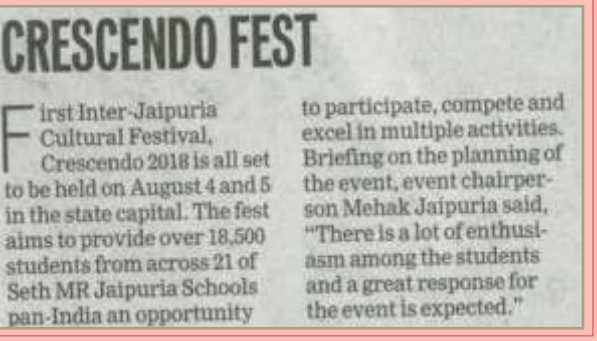 CRESCENDO FEST
First Inter-Jaipuria
Cultural Festival,
Crescendo 2018 is all set
to be held on August 4 and 5
in the state capital. The fest
aims to provide over 18,500
students from across 21 of
Seth MR Jaipuria Schools
pan-India an opportunity
to participate, compete and
excel in multiple activities.
Briefing on the planning of
the event, event chairper-
son Mehak Jaipuria said,
“There is a lot of enthusi-
asm among the students
and a great response for
the event is expected.”